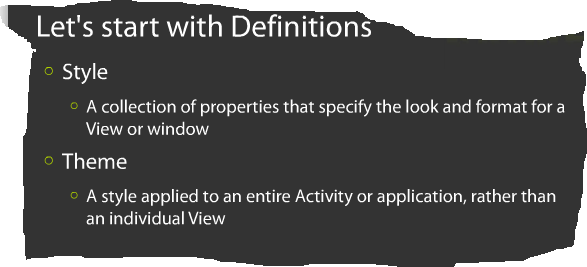 Let's start with Definitions
Style
A collection of properties that specify the look and format for a
View or window
Theme
A style applied to an entire Activity or application, rather than
an individual View